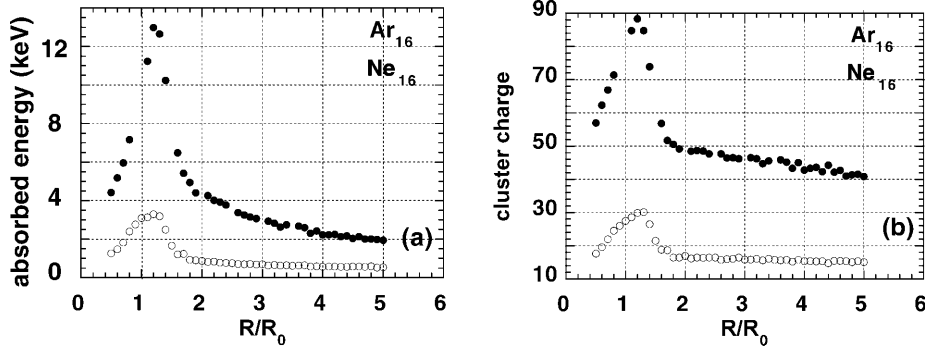 absorbed energy (keV)
12
8
4
0
Ar16
Ne16
(a)
0 1 2 3 4 5 6
R/R0
cluster charge
90
70
50
30
10
Ar16
Ne16
(b)
0 1 2 3 4 5 6
R/R0